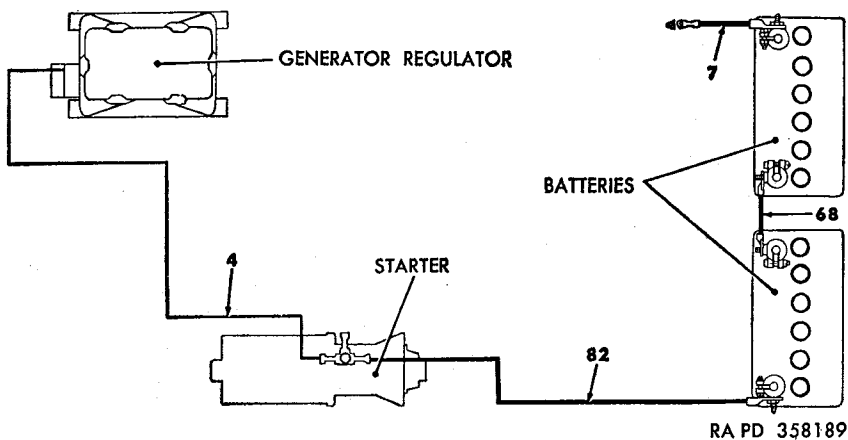 GENERATOR REGULATOR
7
BATTERIES
68
4
STARTER
82
RA PD 358189